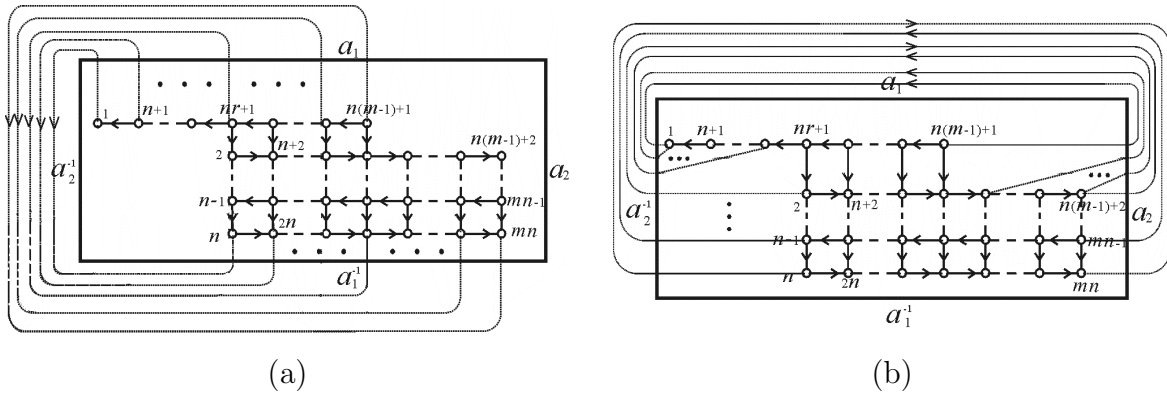 a₁
1 n+1 nr+1 n(m-1)+1
2 n+2 n(m-1)+2
a₂⁻¹ a₂
n-1 mn-1
n 2n mn
a₁⁻¹
(a)
a₁
1 n+1 nr+1 n(m-1)+1
2 n+2 n(m-1)+2
a₂⁻¹ a₂
n-1 mn-1
n 2n mn
a₁⁻¹
(b)